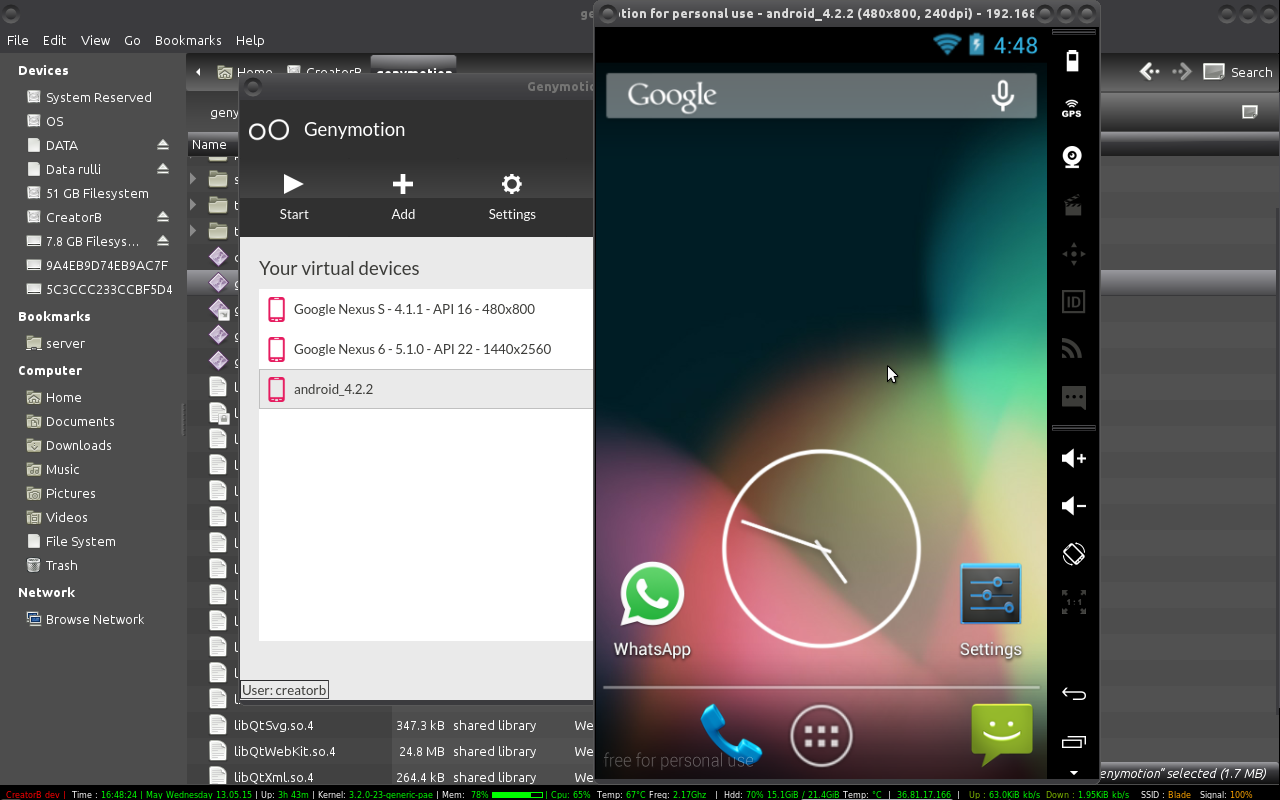 ge
otion for personal use - android_4.2.2 (480x800, 240dpi) - 192.168
File Edit View Go Bookmarks Help
4:48
Devices
Home CreatorB genymotion
Search
System Reserved
OS
DATA
Data rulli
51 GB Filesystem
CreatorB
7.8 GB Filesys...
9A4EB9D74EB9AC7F
5C3CCC233CCBF5D4
Bookmarks
server
Computer
Home
Documents
Downloads
Music
Pictures
Videos
File System
Trash
Network
Browse Network
geny
Name
Genymotio
Genymotion
Start Add Settings
Your virtual devices
Google Nexus S - 4.1.1 - API 16 - 480x800
Google Nexus 6 - 5.1.0 - API 22 - 1440x2560
android_4.2.2
User: creatorb
libQtSvg.so.4 347.3 kB shared library We
libQtWebKit.so.4 24.8 MB shared library We
libQtXml.so.4 264.4 kB shared library We
Google
WhatsApp
Settings
free for personal use
GPS
ID
1:1
enymotion" selected (1.7 MB)
CreatorB dev | Time : 16:48:24 | May Wednesday 13.05.15 | Up: 3h 43m | Kernel: 3.2.0-23-generic-pae | Mem: 78% | Cpu: 65% Temp: 67°C Freq: 2.17Ghz | Hdd: 70% 15.1GiB / 21.4GiB Temp: °C | 36.81.17.166 | Up : 63.0KiB kb/s Down : 1.95KiB kb/s SSID : Blade Signal: 100%